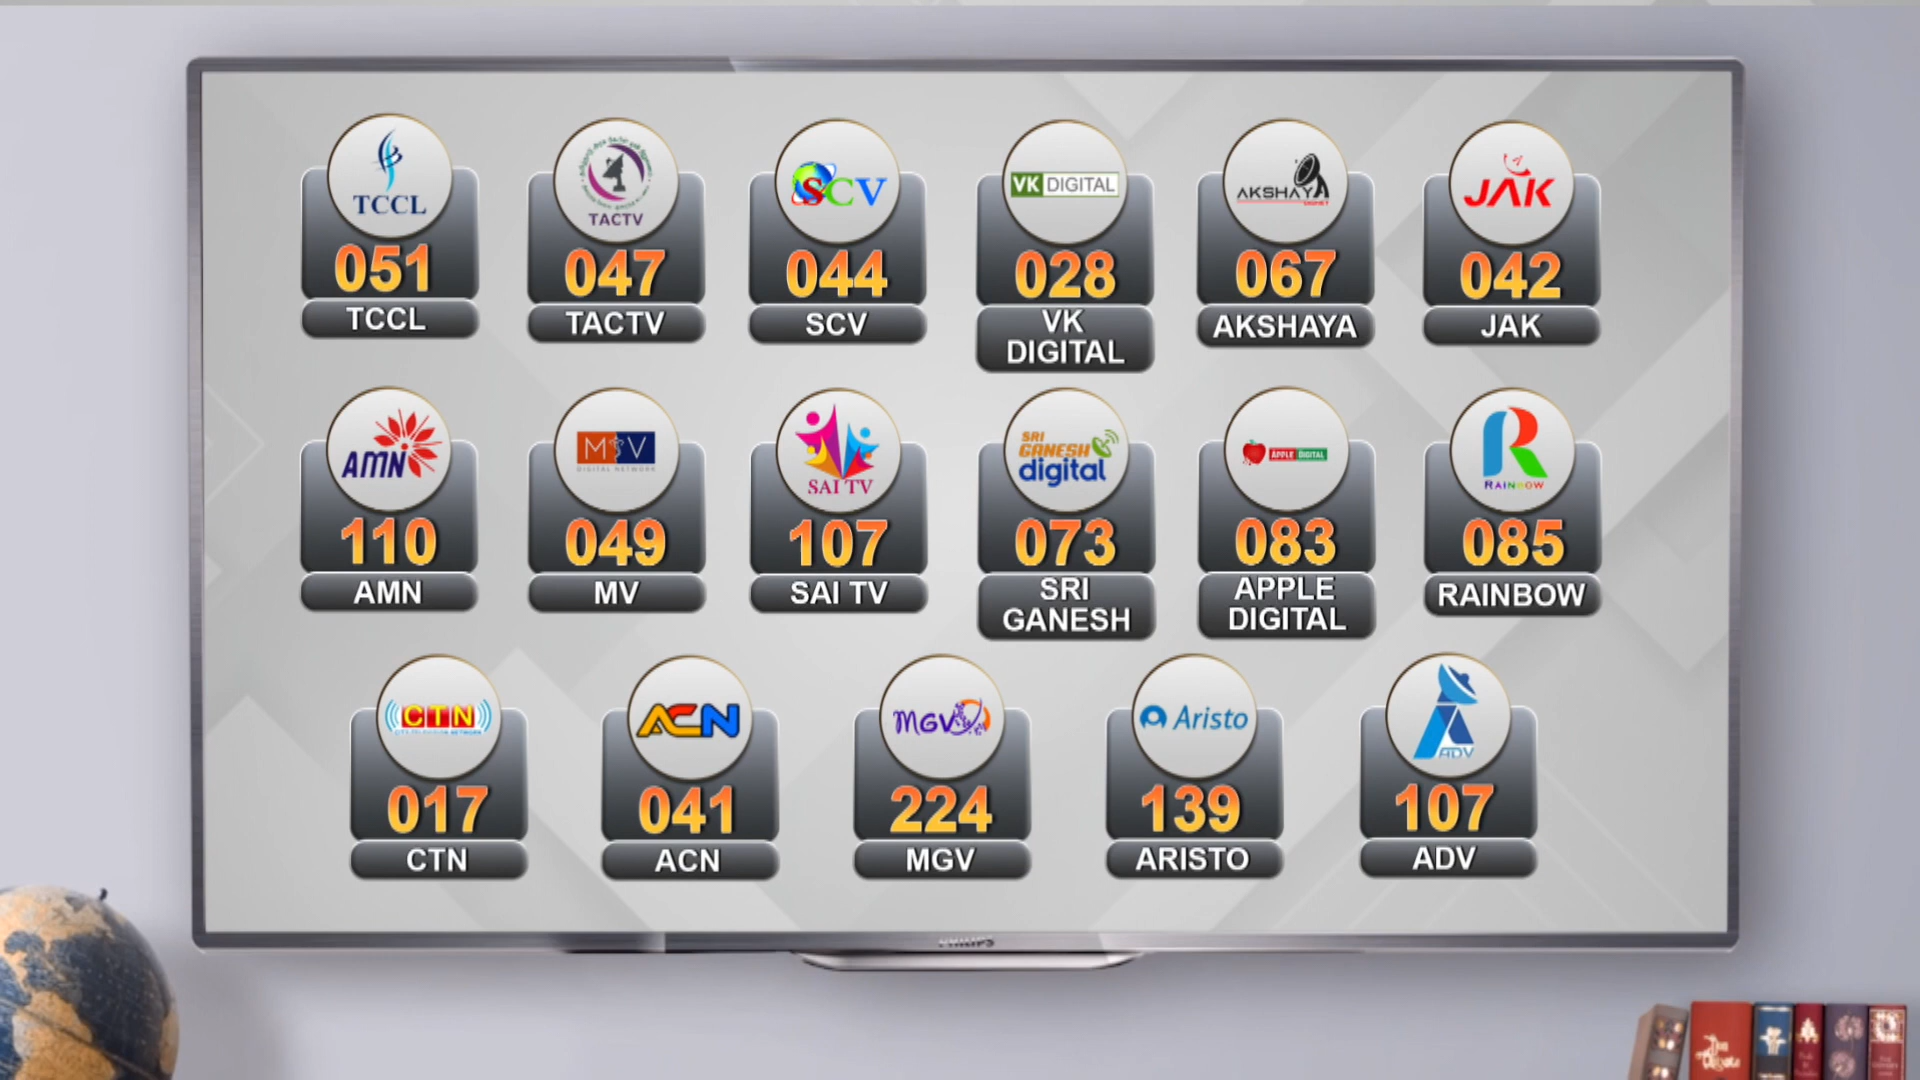 TCCL
TACTV
SCV
VK DIGITAL
AKSHAYA
JAK
051
047
044
028
067
042
TCCL
TACTV
SCV
VK
DIGITAL
AKSHAYA
JAK
AMN
M V
DIGITAL NETWORK
SAI TV
SRI
GANESH
digital
APPLE DIGITAL
RAINBOW
110
049
107
073
083
085
AMN
MV
SAI TV
SRI
GANESH
APPLE
DIGITAL
RAINBOW
CTN
ACN
MGV
Aristo
ADV
017
041
224
139
107
CTN
ACN
MGV
ARISTO
ADV
PHILIPS